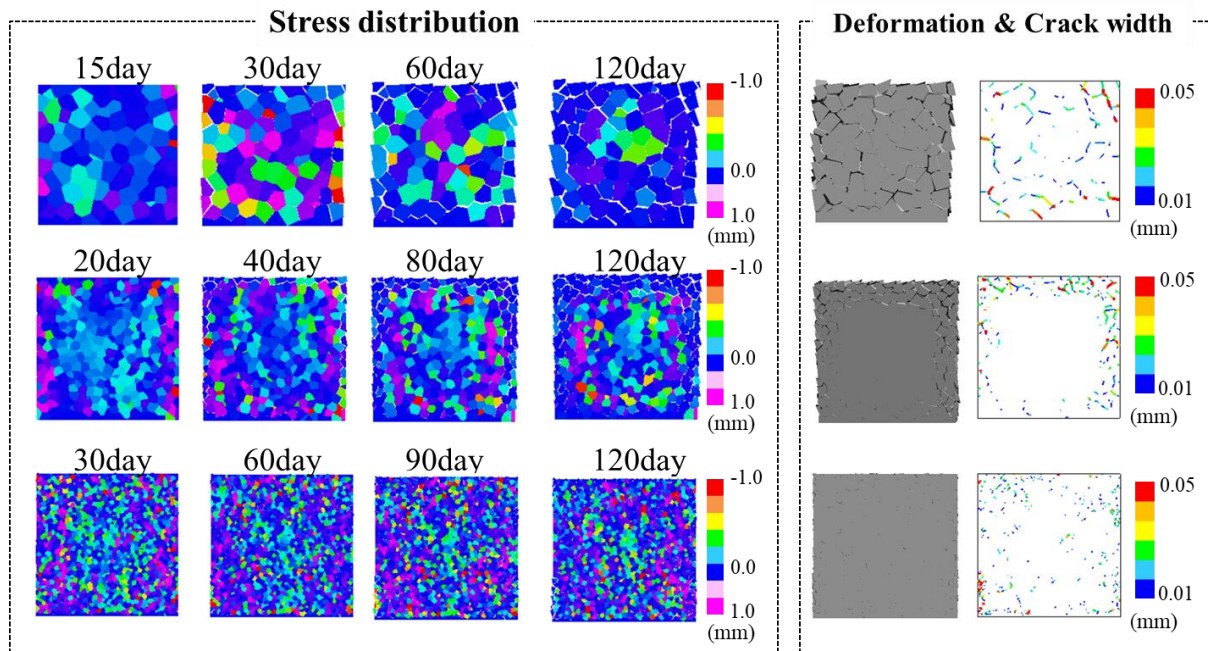 Stress distribution
Deformation & Crack width
15day 30day 60day 120day
-1.0
0.0
1.0
(mm)
0.05
0.01
(mm)
20day 40day 80day 120day
-1.0
0.0
1.0
(mm)
0.05
0.01
(mm)
30day 60day 90day 120day
-1.0
0.0
1.0
(mm)
0.05
0.01
(mm)